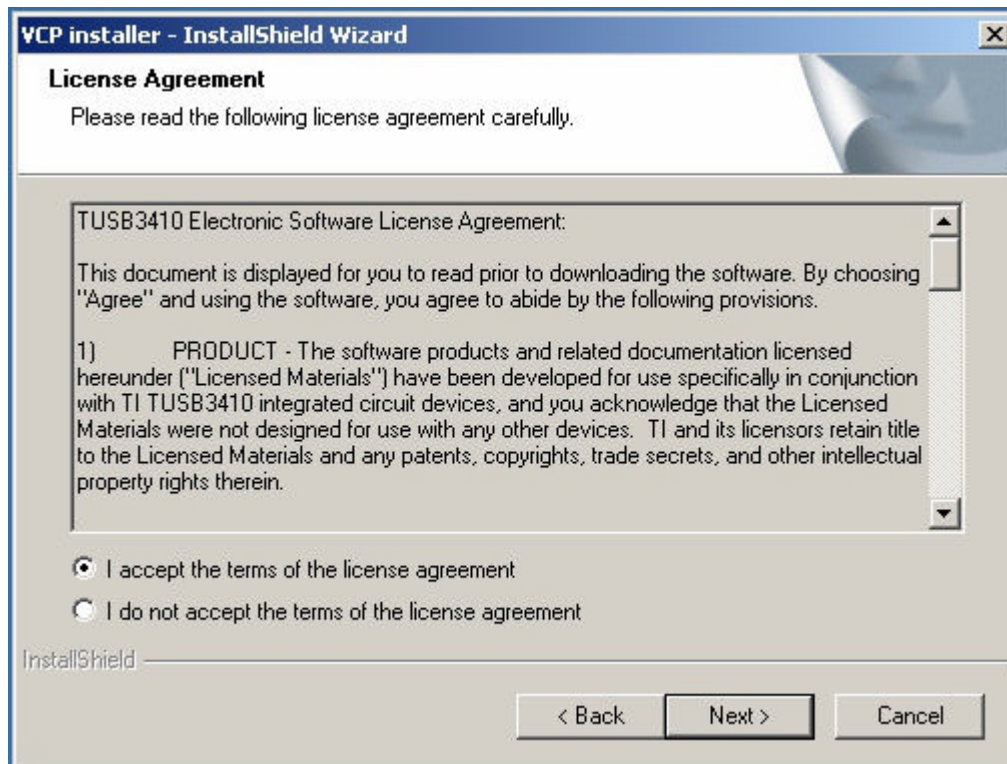 VCP installer - InstallShield Wizard
License Agreement
Please read the following license agreement carefully.
TUSB3410 Electronic Software License Agreement:
This document is displayed for you to read prior to downloading the software. By choosing
"Agree" and using the software, you agree to abide by the following provisions.
1) PRODUCT - The software products and related documentation licensed
hereunder ("Licensed Materials") have been developed for use specifically in conjunction
with TI TUSB3410 integrated circuit devices, and you acknowledge that the Licensed
Materials were not designed for use with any other devices. TI and its licensors retain title
to the Licensed Materials and any patents, copyrights, trade secrets, and other intellectual
property rights therein.
I accept the terms of the license agreement
I do not accept the terms of the license agreement
InstallShield
< Back
Next >
Cancel